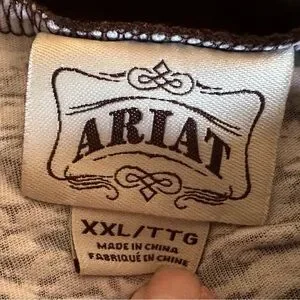 ARIAT
XXL/TTG
MADE IN CHINA
FABRIQUÉ EN CHINE